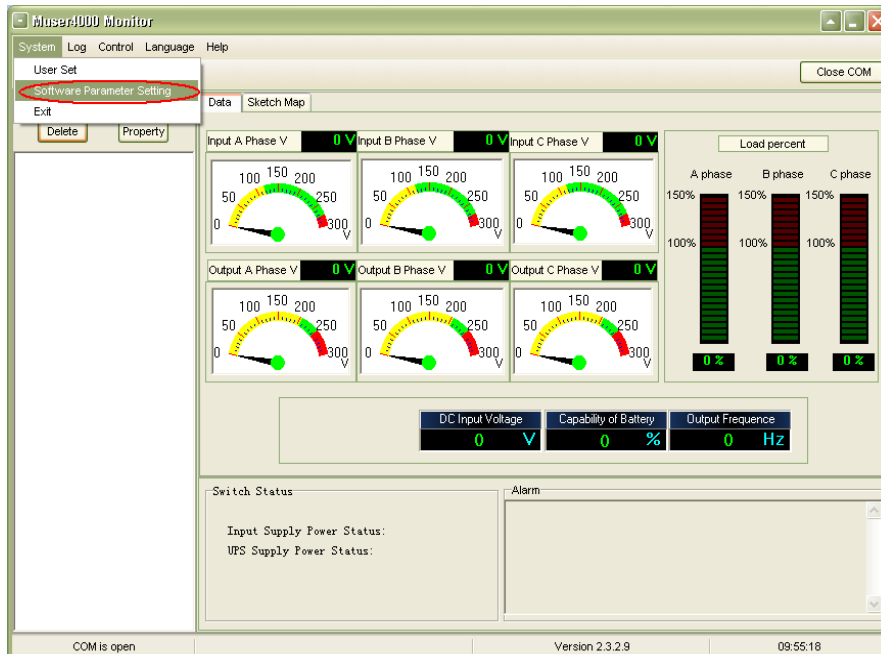 Muser4000 Monitor
System Log Control Language Help
User Set
Software Parameter Setting
Exit
Close COM
Delete Property
Data Sketch Map
Input A Phase V 0 V Input B Phase V 0 V Input C Phase V 0 V
0 50 100 150 200 250 300 V
0 50 100 150 200 250 300 V
0 50 100 150 200 250 300 V
Output A Phase V 0 V Output B Phase V 0 V Output C Phase V 0 V
0 50 100 150 200 250 300 V
0 50 100 150 200 250 300 V
0 50 100 150 200 250 300 V
Load percent
A phase B phase C phase
150% 150% 150%
100% 100% 100%
0 % 0 % 0 %
DC Input Voltage Capability of Battery Output Frequence
0 V 0 % 0 Hz
Switch Status
Input Supply Power Status:
UPS Supply Power Status:
Alarm
COM is open Version 2.3.2.9 09:55:18